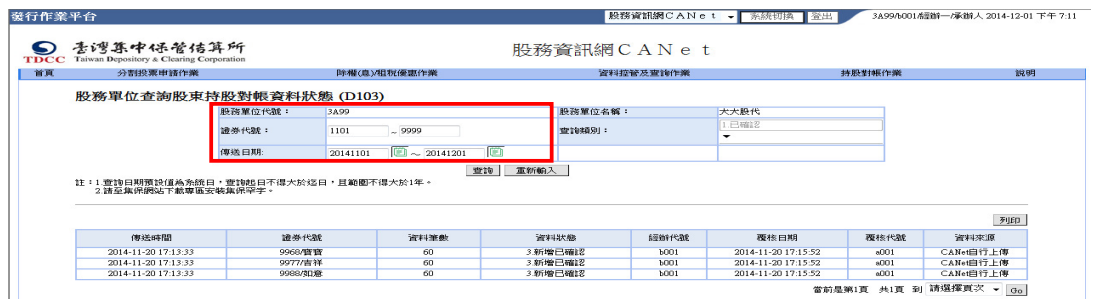 發行作業平台 股務資訊網CANet 系統切換 登出 3A99/b001/經辦一/承辦人 2014-12-01 下午 7:11
TDCC 臺灣集中保管結算所 Taiwan Depository & Clearing Corporation 股務資訊網CANet
首頁 分割投票申請作業 除權(息)/租稅優惠作業 資料控管及查詢作業 持股對帳作業 說明
股務單位查詢股東持股對帳資料狀態 (D103)
股務單位代號： 3A99 股務單位名稱： 犬犬股代
證券代號： 1101 ~ 9999 查詢類別： 1.已確認
傳送日期: 20141101 ～ 20141201
查詢 重新輸入
註：1.查詢日期預設值為系統日，查詢起日不得大於迄日，且範圍不得大於1年。
2.請至集保網站下載專區安裝集保罕字。
列印
傳送時間 證券代號 資料筆數 資料狀態 經辦代號 覆核日期 覆核代號 資料來源
2014-11-20 17:13:33 9968/寶寶 60 3.新增已確認 b001 2014-11-20 17:15:52 a001 CANet自行上傳
2014-11-20 17:13:33 9977/吉祥 60 3.新增已確認 b001 2014-11-20 17:15:52 a001 CANet自行上傳
2014-11-20 17:13:33 9988/如意 60 3.新增已確認 b001 2014-11-20 17:15:52 a001 CANet自行上傳
當前是第1頁 共1頁 到 請選擇頁次 Go